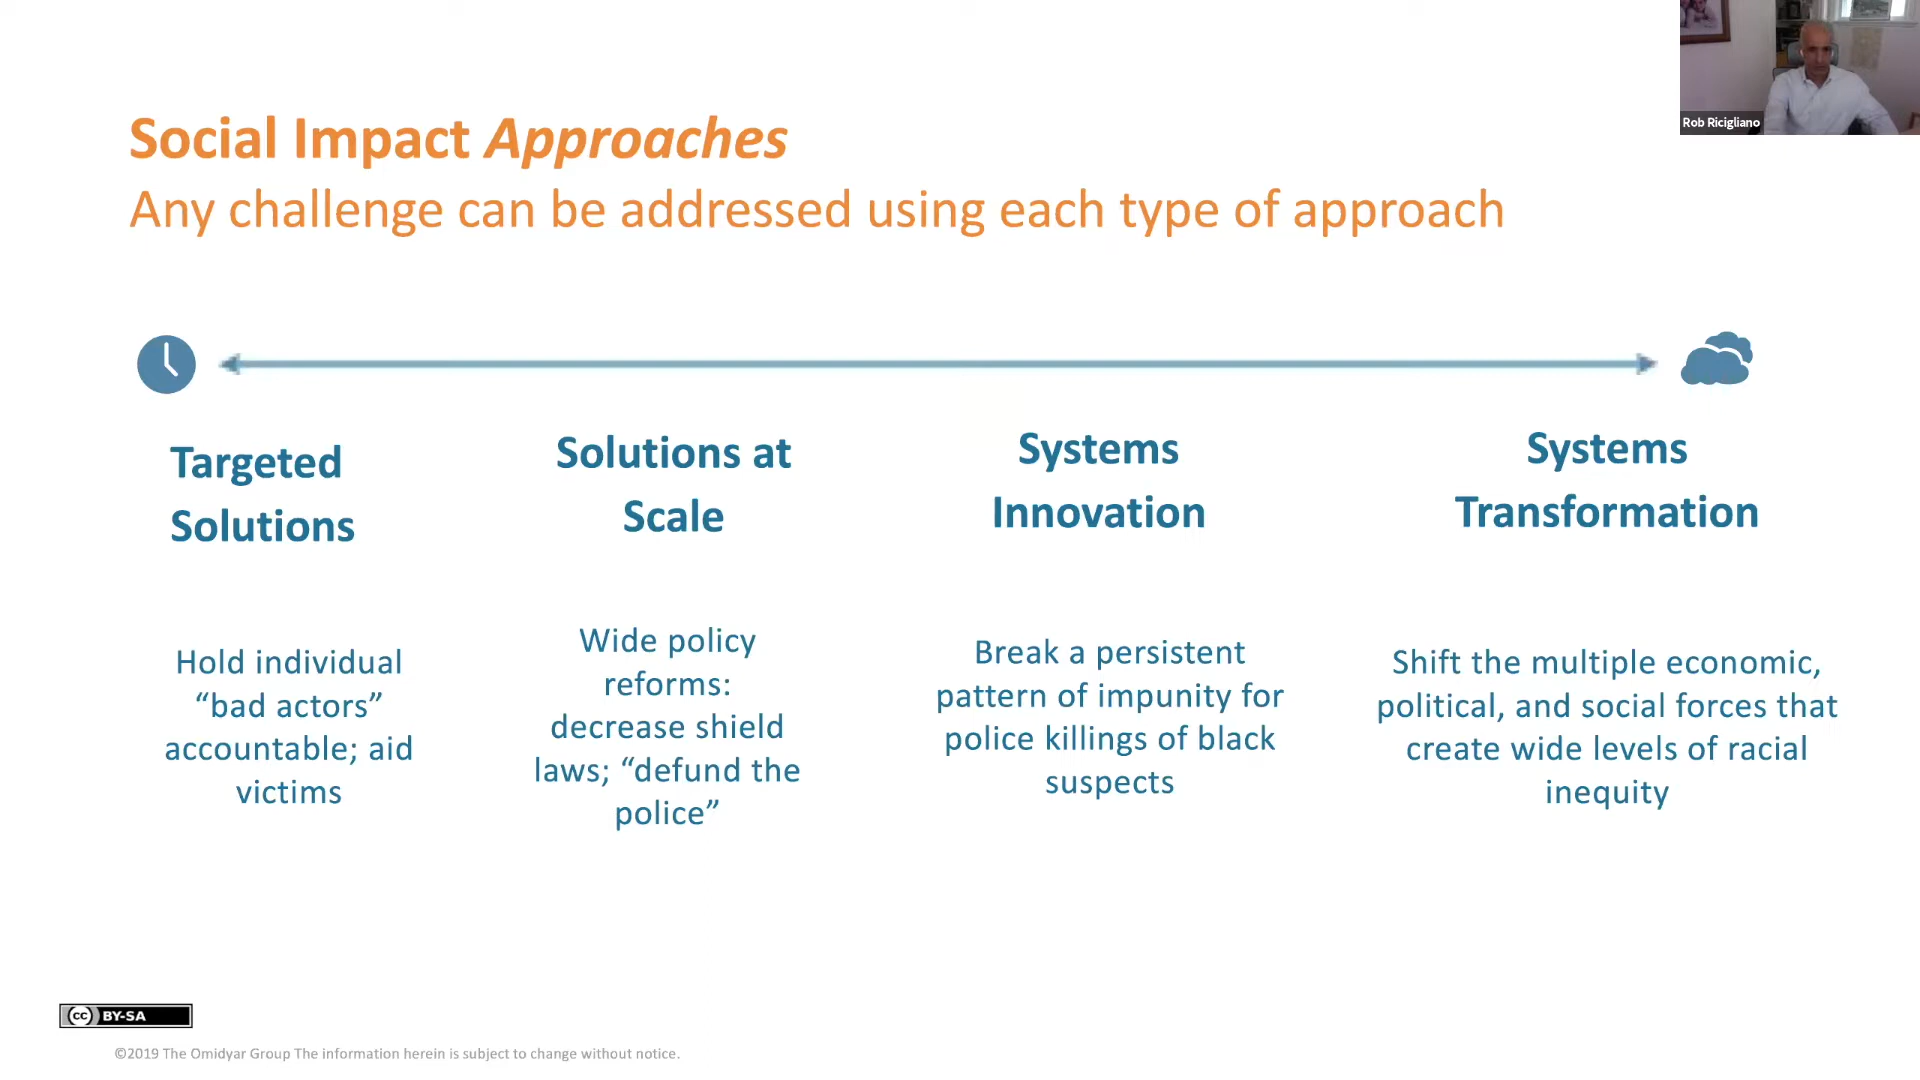 Rob Ricigliano
Social Impact Approaches
Any challenge can be addressed using each type of approach
Targeted
Solutions
Hold individual
“bad actors”
accountable; aid
victims
Solutions at
Scale
Wide policy
reforms:
decrease shield
laws; “defund the
police”
Systems
Innovation
Break a persistent
pattern of impunity for
police killings of black
suspects
Systems
Transformation
Shift the multiple economic,
political, and social forces that
create wide levels of racial
inequity
cc BY-SA
©2019 The Omidyar Group The information herein is subject to change without notice.